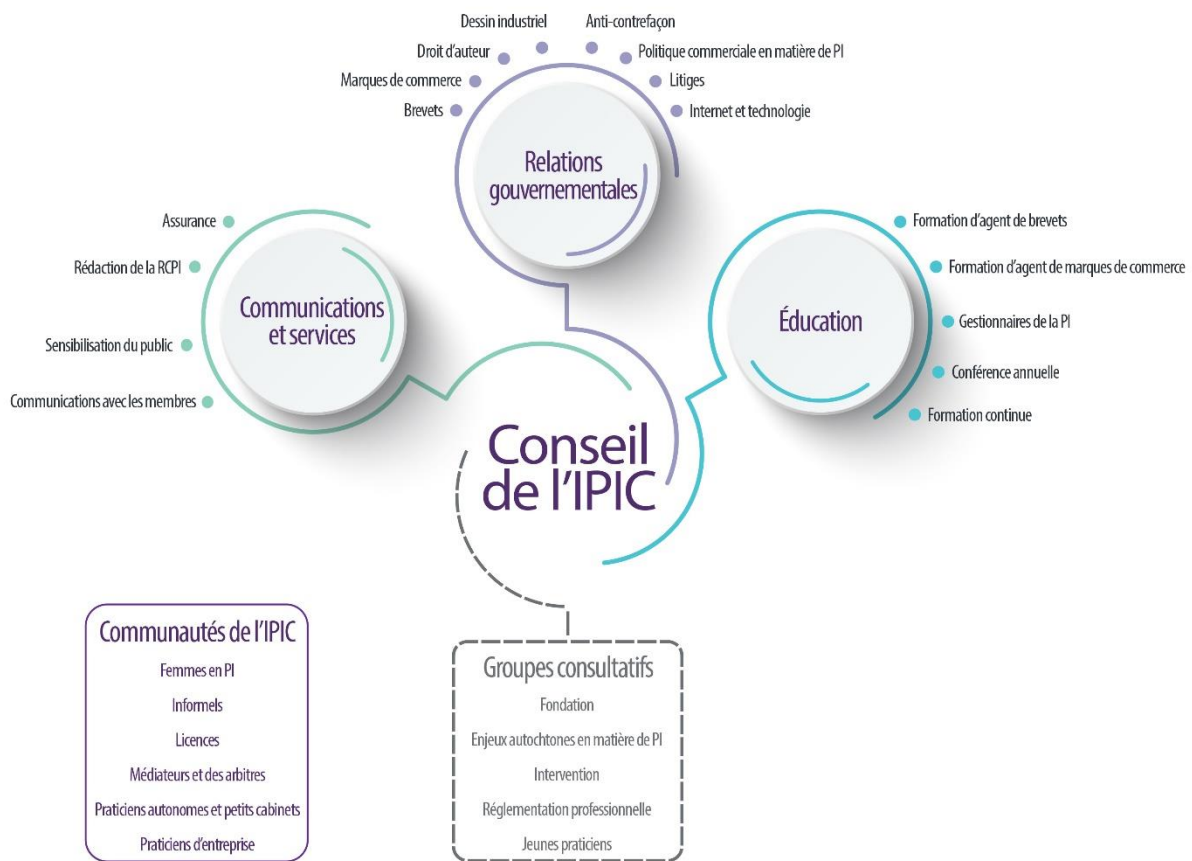 Dessin industriel
Anti-contrefaçon
Droit d'auteur
Politique commerciale en matière de PI
Marques de commerce
Litiges
Brevets
Internet et technologie
Relations
gouvernementales
Assurance
Rédaction de la RCPI
Sensibilisation du public
Communications avec les membres
Communications
et services
Éducation
Formation d'agent de brevets
Formation d'agent de marques de commerce
Gestionnaires de la PI
Conférence annuelle
Formation continue
Conseil
de l'IPIC
Communautés de l'IPIC
Femmes en PI
Informels
Licences
Médiateurs et des arbitres
Praticiens autonomes et petits cabinets
Praticiens d'entreprise
Groupes consultatifs
Fondation
Enjeux autochtones en matière de PI
Intervention
Réglementation professionnelle
Jeunes praticiens